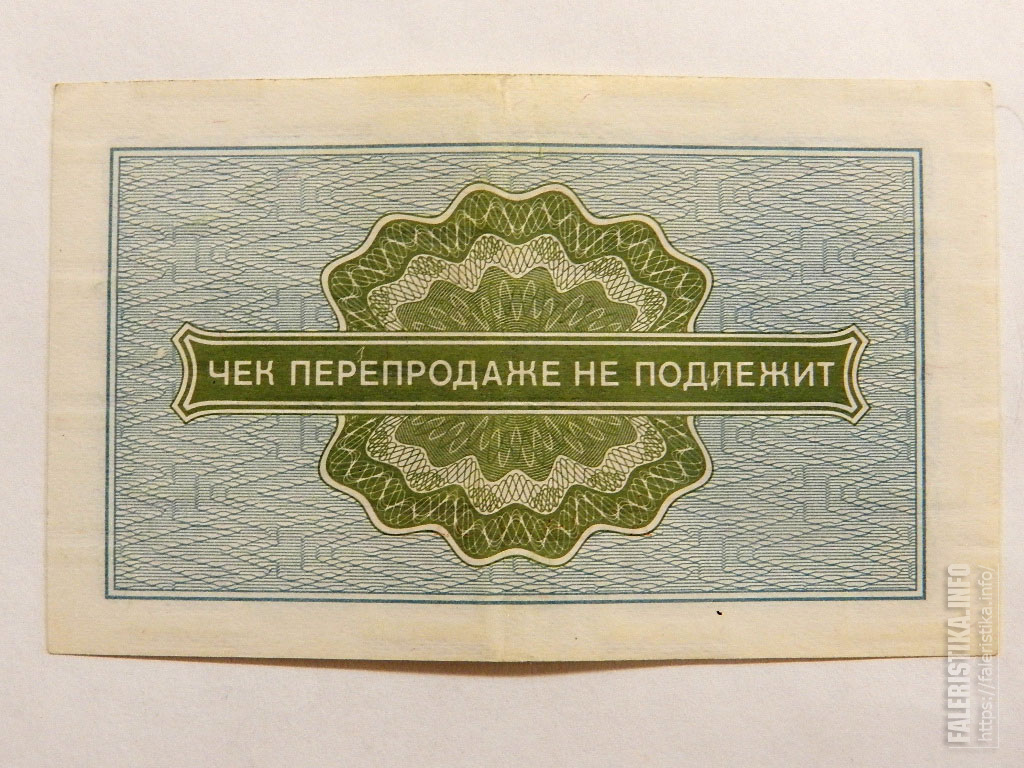 ЧЕК ПЕРЕПРОДАЖЕ НЕ ПОДЛЕЖИТ
FALERISTIKA.INFO
https://faleristika.info/